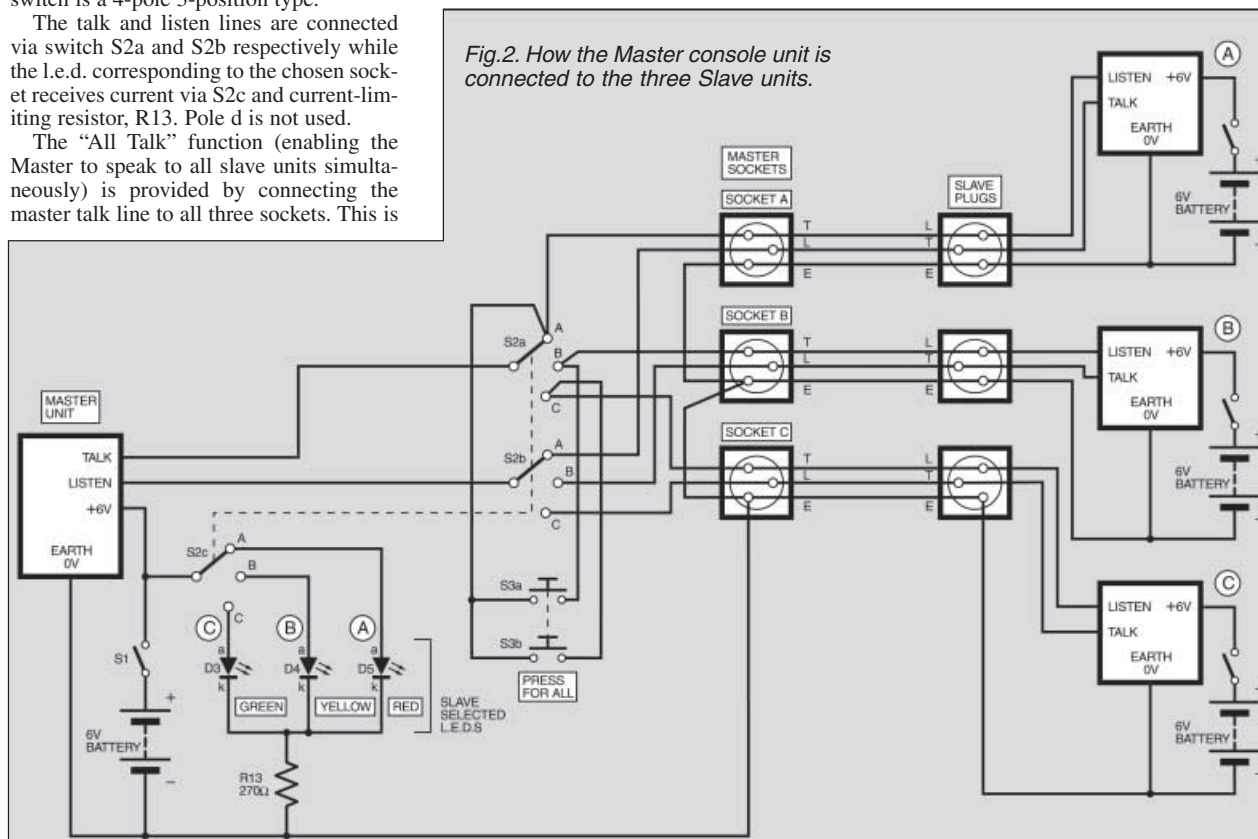 switch is a 4-pole 3-position type.
The talk and listen lines are connected
via switch S2a and S2b respectively while
the l.e.d. corresponding to the chosen sock-
et receives current via S2c and current-lim-
iting resistor, R13. Pole d is not used.
The “All Talk” function (enabling the
Master to speak to all slave units simulta-
neously) is provided by connecting the
master talk line to all three sockets. This is
Fig.2. How the Master console unit is
connected to the three Slave units.
MASTER
UNIT
TALK
LISTEN
+6V
EARTH
0V
S1
+
6V
BATTERY
−
S2c
A
B
C
C
B
A
a
D3
k
a
D4
k
a
D5
k
GREEN
YELLOW
RED
SLAVE
SELECTED
L.E.D.S
R13
270Ω
S2a
A
B
C
S2b
A
B
C
S3a
S3b
PRESS
FOR ALL
MASTER
SOCKETS
SOCKET A
T
L
E
SOCKET B
T
L
E
SOCKET C
T
L
E
SLAVE
PLUGS
L
T
E
L
T
E
L
T
E
A
LISTEN +6V
TALK
EARTH
0V
+
6V
BATTERY
−
B
LISTEN +6V
TALK
EARTH
0V
+
6V
BATTERY
−
C
LISTEN +6V
TALK
EARTH
0V
+
6V
BATTERY
−